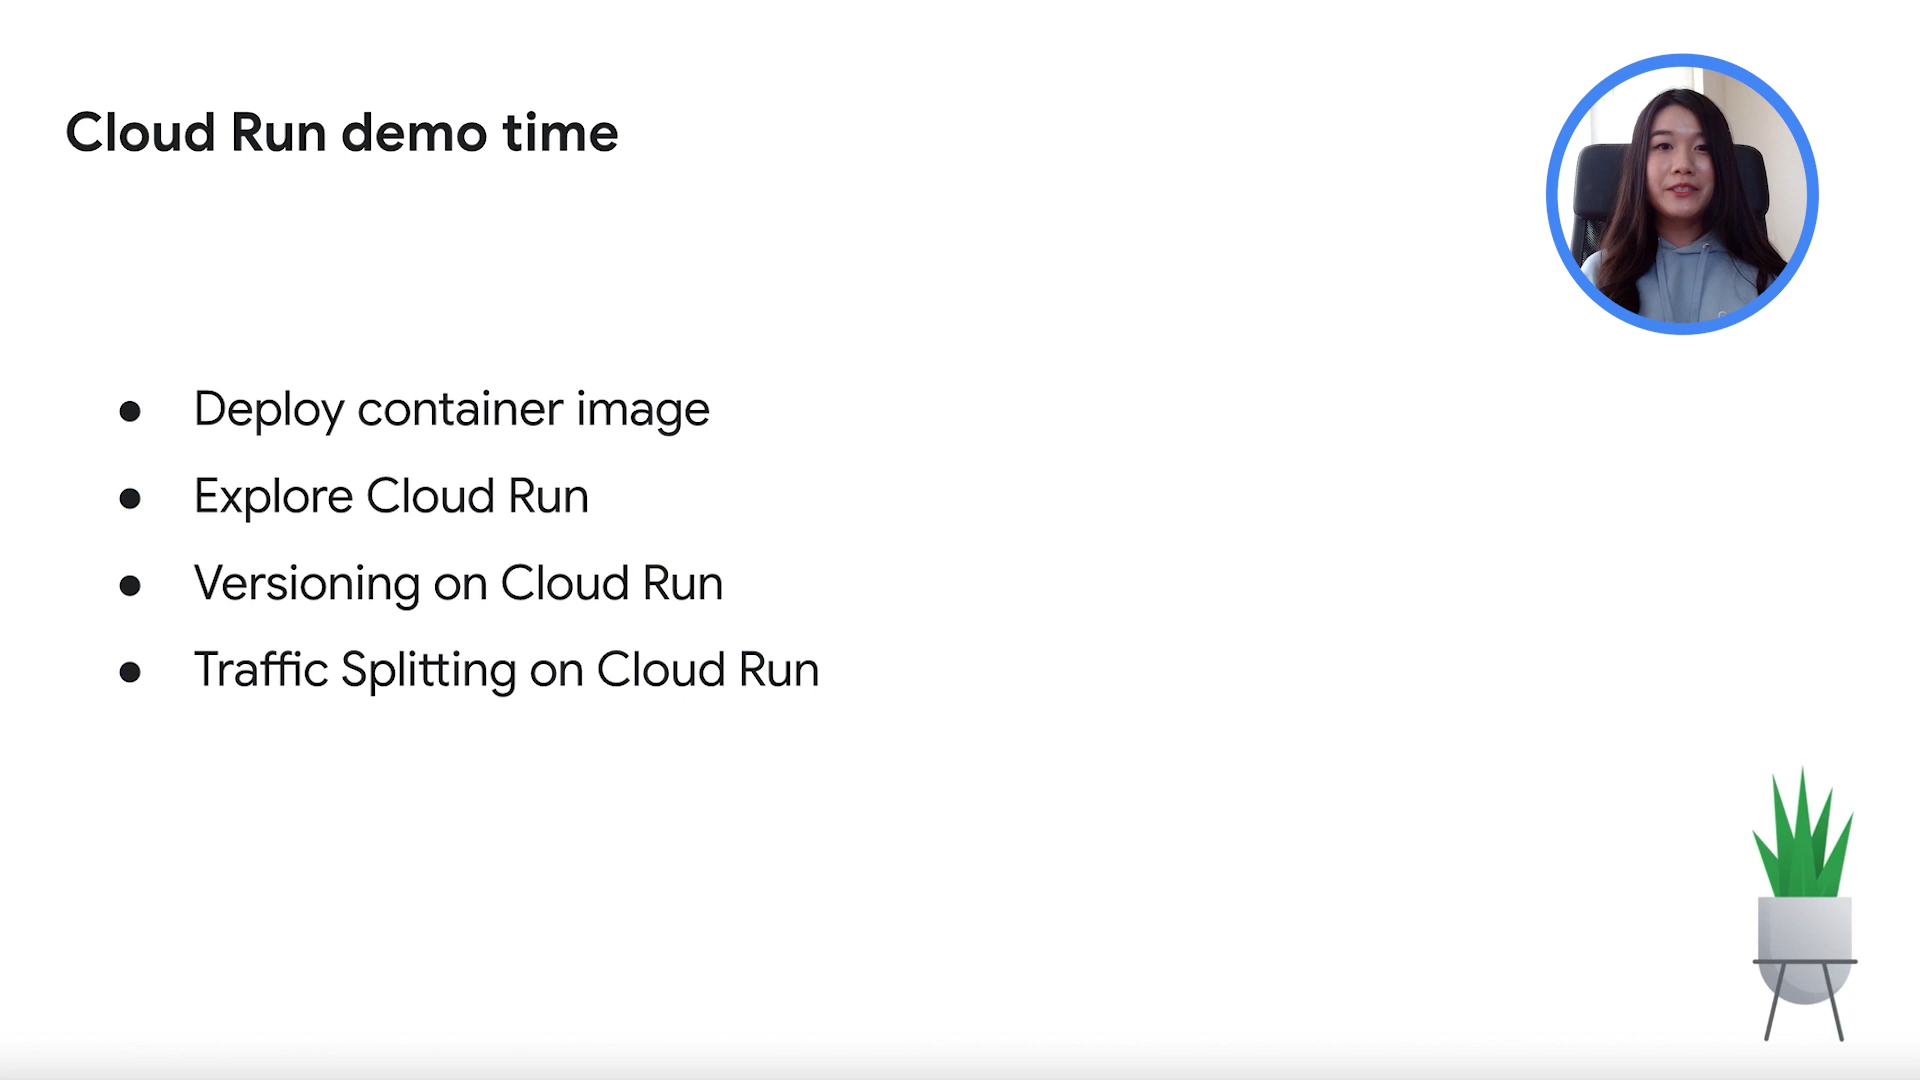 Cloud Run demo time
● Deploy container image
● Explore Cloud Run
● Versioning on Cloud Run
● Traffic Splitting on Cloud Run